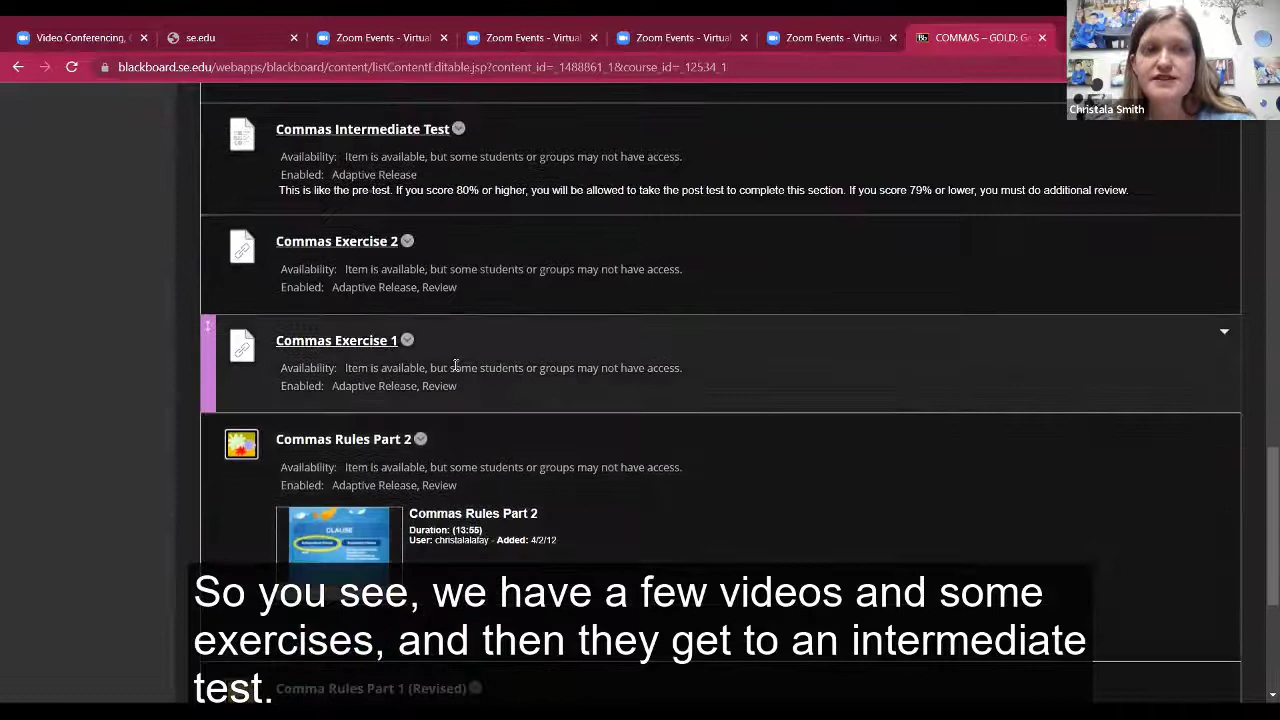 Video Conferencing, C
se.edu
Zoom Events - Virtual
Zoom Events - Virtual
Zoom Events - Virtual
Zoom Events - Virtual
Bb
COMMAS – GOLD: G
blackboard.se.edu/webapps/blackboard/content/listContentEditable.jsp?content_id=_1488861_1&course_id=_12534_1
Christala Smith
Commas Intermediate Test
Availability: Item is available, but some students or groups may not have access.
Enabled: Adaptive Release
This is like the pre-test. If you score 80% or higher, you will be allowed to take the post test to complete this section. If you score 79% or lower, you must do additional review.
Commas Exercise 2
Availability: Item is available, but some students or groups may not have access.
Enabled: Adaptive Release, Review
Commas Exercise 1
Availability: Item is available, but some students or groups may not have access.
Enabled: Adaptive Release, Review
Commas Rules Part 2
Availability: Item is available, but some students or groups may not have access.
Enabled: Adaptive Release, Review
CLAUSE
Commas Rules Part 2
Duration: (13:55)
User: christalalafay - Added: 4/2/12
So you see, we have a few videos and some
exercises, and then they get to an intermediate
test.
Comma Rules Part 1 (Revised)